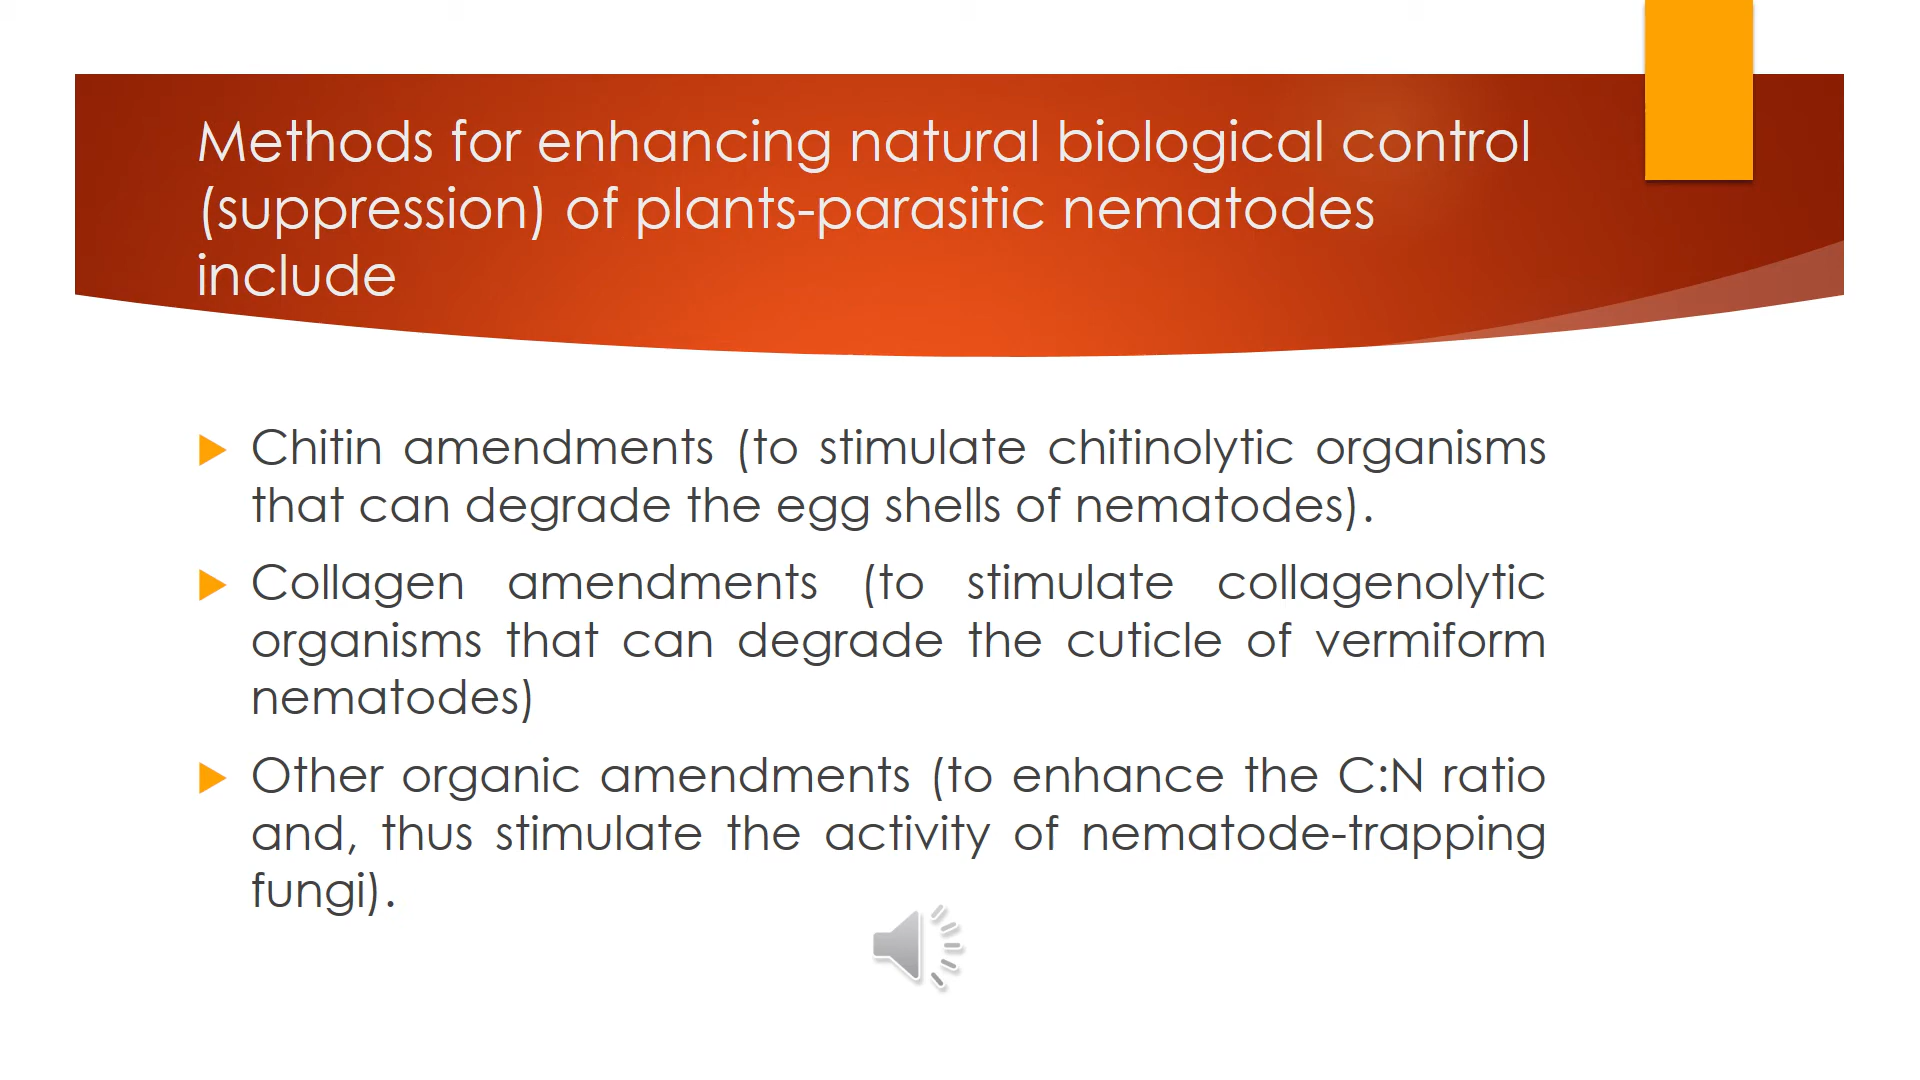 Methods for enhancing natural biological control
(suppression) of plants-parasitic nematodes
include
Chitin amendments (to stimulate chitinolytic organisms
that can degrade the egg shells of nematodes).
Collagen amendments (to stimulate collagenolytic
organisms that can degrade the cuticle of vermiform
nematodes)
Other organic amendments (to enhance the C:N ratio
and, thus stimulate the activity of nematode-trapping
fungi).